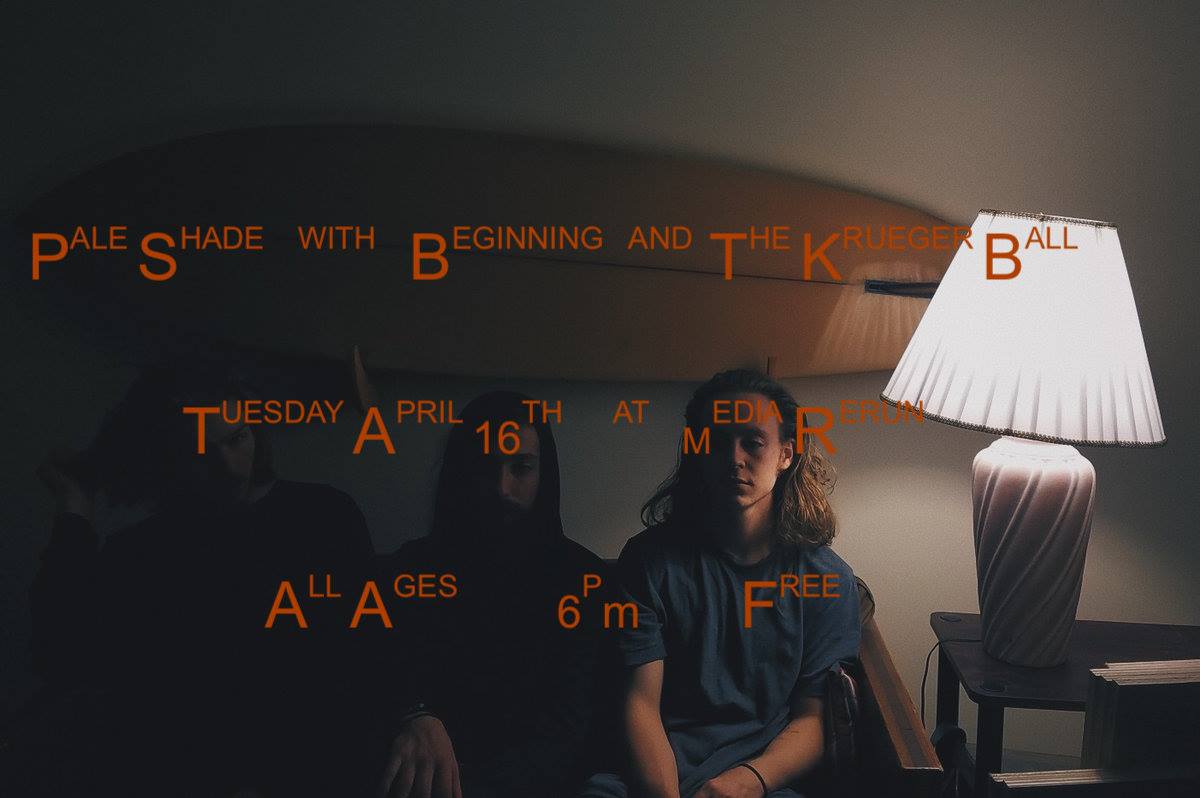 Pale Shade with Beginning and The Krueger Ball
Tuesday April 16th at Media Rerun
All Ages 6Pm Free